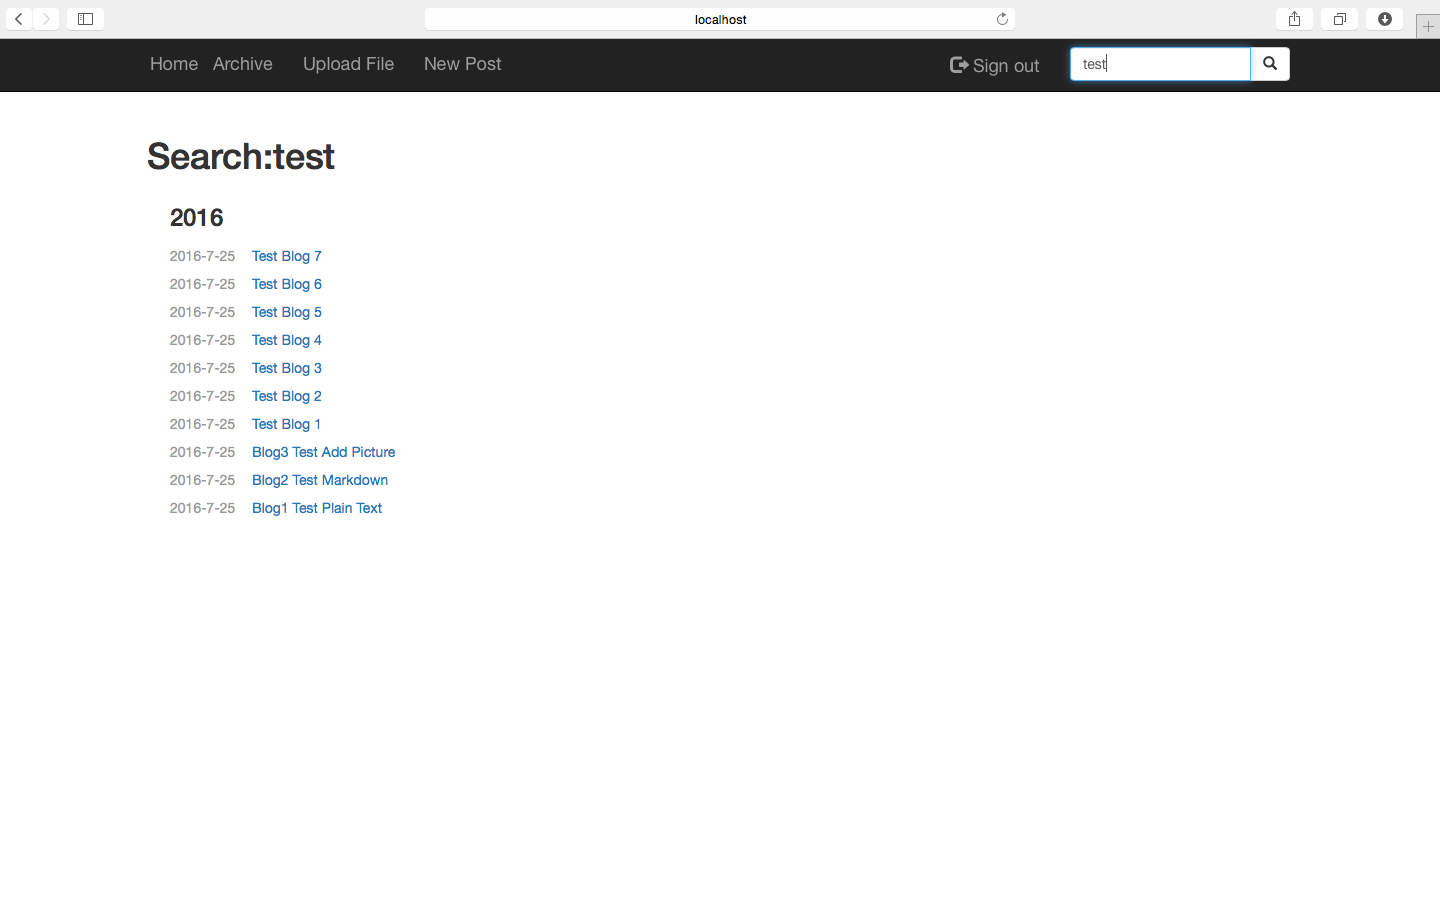 localhost
Home Archive Upload File New Post Sign out test
Search:test
2016
2016-7-25 Test Blog 7
2016-7-25 Test Blog 6
2016-7-25 Test Blog 5
2016-7-25 Test Blog 4
2016-7-25 Test Blog 3
2016-7-25 Test Blog 2
2016-7-25 Test Blog 1
2016-7-25 Blog3 Test Add Picture
2016-7-25 Blog2 Test Markdown
2016-7-25 Blog1 Test Plain Text